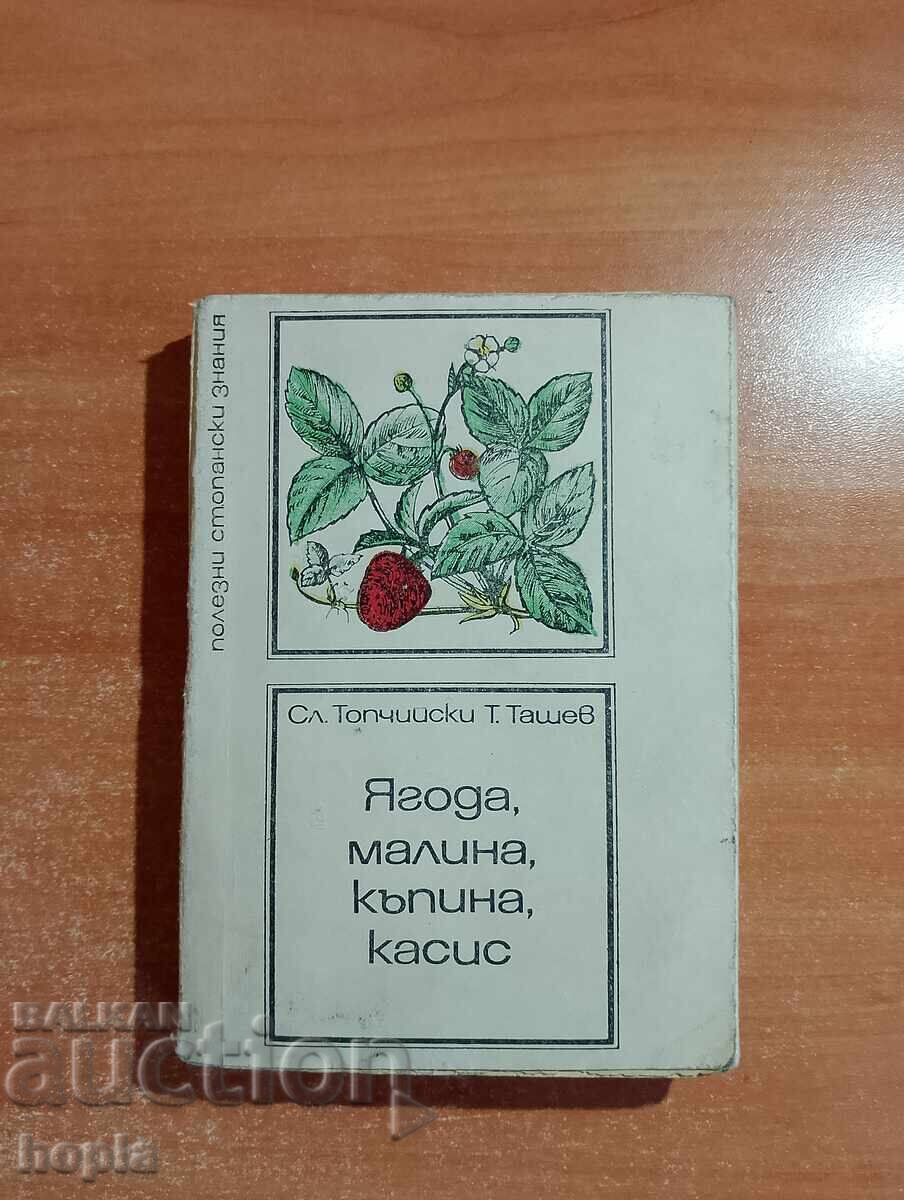 полезни стопански знания
Сл. Топчийски Т. Ташев
Ягода,
малина,
къпина,
касис
BALKAN
auction
hopla